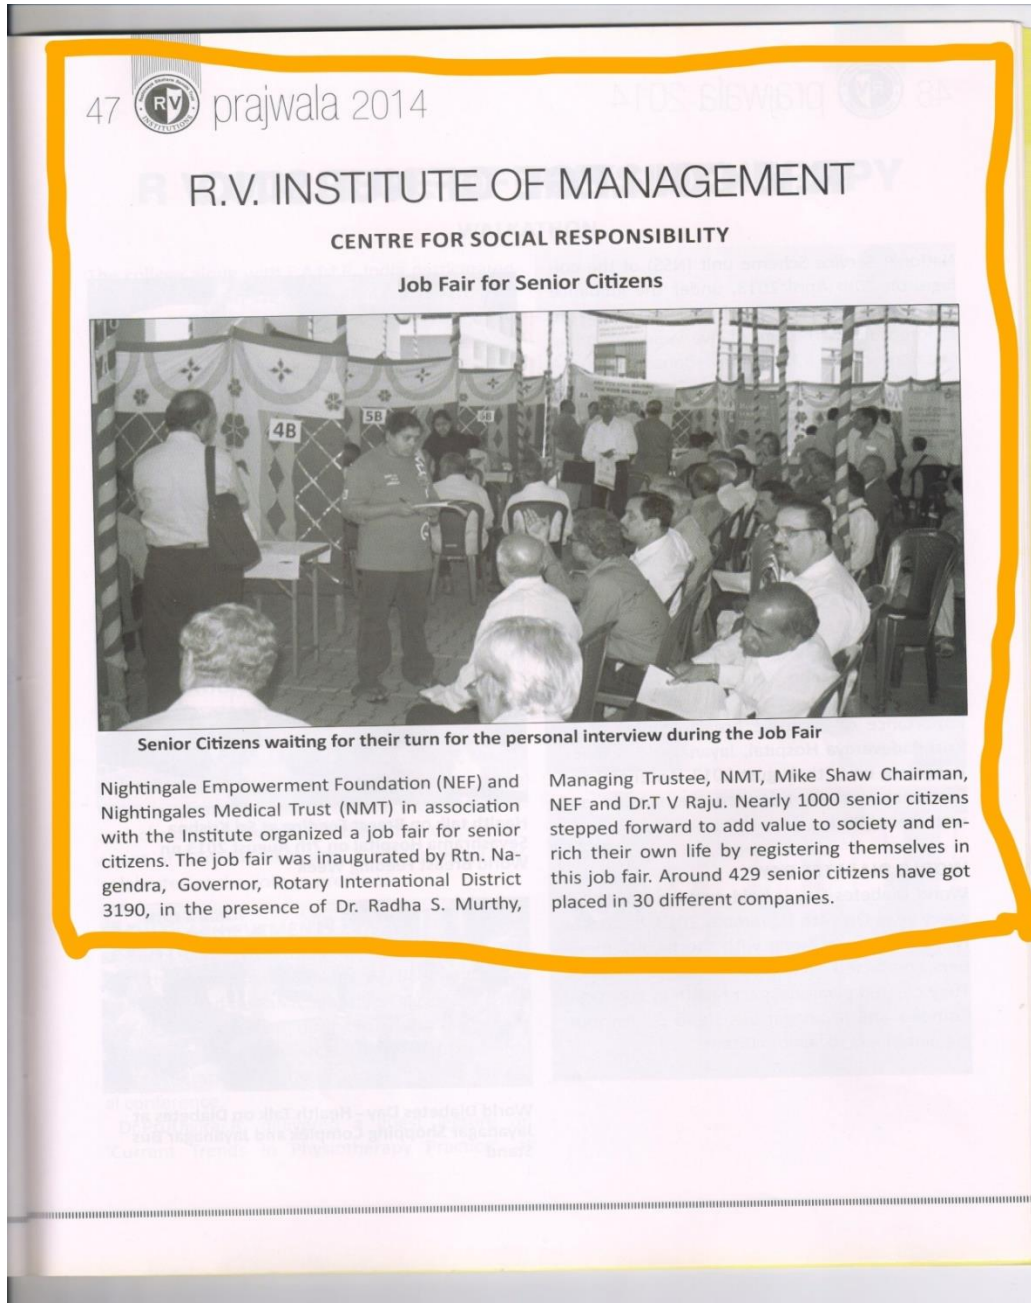 47
RV
INSTITUTIONS
prajwala 2014
R.V. INSTITUTE OF MANAGEMENT
CENTRE FOR SOCIAL RESPONSIBILITY
Job Fair for Senior Citizens
4B
5B
6B
Senior Citizens waiting for their turn for the personal interview during the Job Fair
Nightingale Empowerment Foundation (NEF) and
Nightingales Medical Trust (NMT) in association
with the Institute organized a job fair for senior
citizens. The job fair was inaugurated by Rtn. Na-
gendra, Governor, Rotary International District
3190, in the presence of Dr. Radha S. Murthy,
Managing Trustee, NMT, Mike Shaw Chairman,
NEF and Dr.T V Raju. Nearly 1000 senior citizens
stepped forward to add value to society and en-
rich their own life by registering themselves in
this job fair. Around 429 senior citizens have got
placed in 30 different companies.